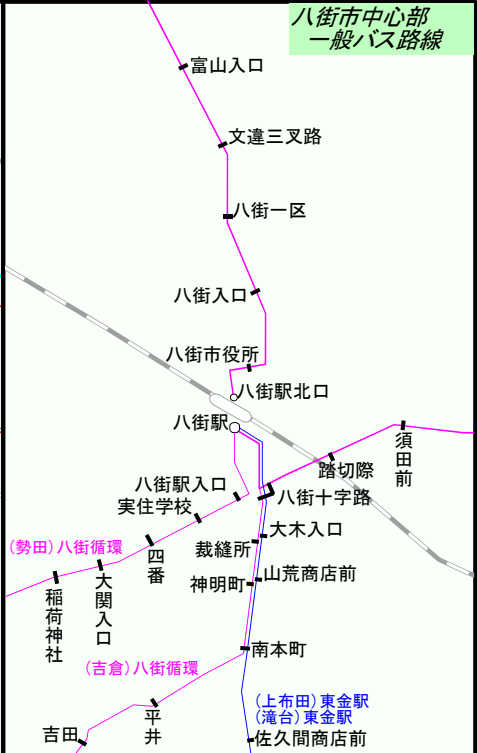 八街市中心部
一般バス路線
富山入口
文違三叉路
八街一区
八街入口
八街市役所
八街駅北口
八街駅
須田前
踏切際
八街駅入口
八街十字路
実住学校
大木入口
(勢田)八街循環
四番
裁縫所
大関入口
山荒商店前
神明町
稲荷神社
南本町
(吉倉)八街循環
(上布田)東金駅
(滝台)東金駅
平井
吉田
佐久間商店前